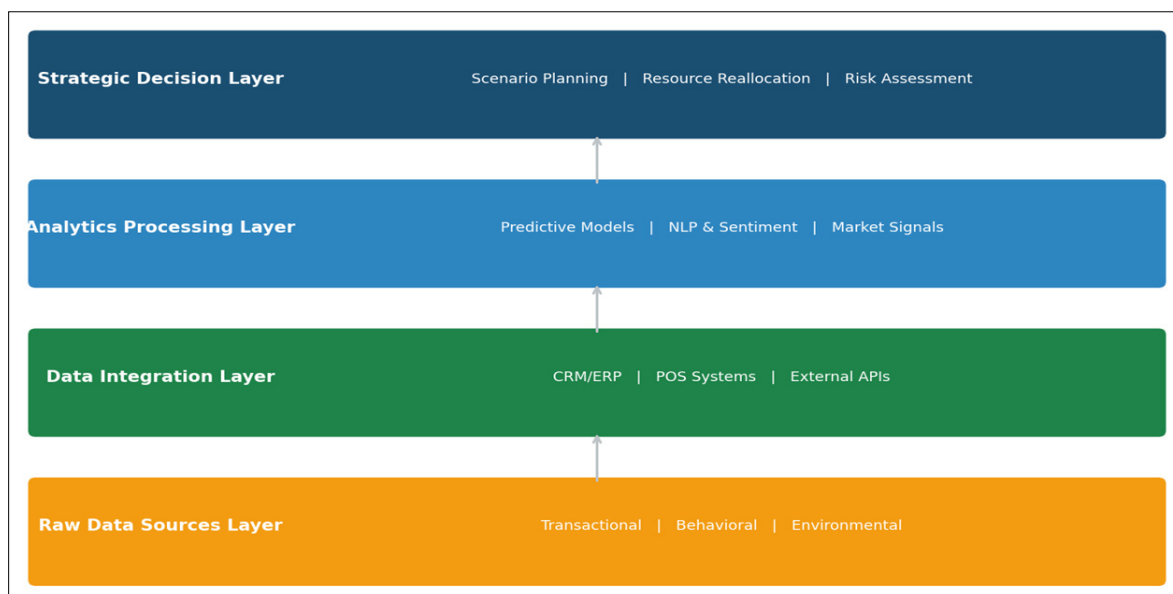 Strategic Decision Layer Scenario Planning | Resource Reallocation | Risk Assessment
Analytics Processing Layer Predictive Models | NLP & Sentiment | Market Signals
Data Integration Layer CRM/ERP | POS Systems | External APIs
Raw Data Sources Layer Transactional | Behavioral | Environmental